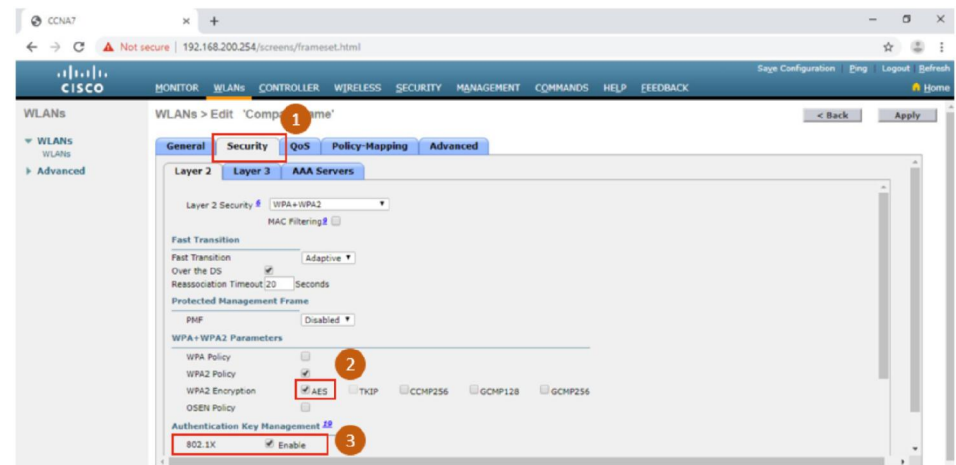 CCNA7
Not secure | 192.168.200.254/screens/frameset.html
Save Configuration Ping Logout Refresh
CISCO MONITOR WLANs CONTROLLER WIRELESS SECURITY MANAGEMENT COMMANDS HELP FEEDBACK Home
WLANs
WLANs > Edit
< Back Apply
1
WLANs
WLANs
Advanced
General Security QoS Policy-Mapping Advanced
Layer 2 Layer 3 AAA Servers
Layer 2 Security WPA+WPA2
MAC Filtering
Fast Transition
Fast Transition Adaptive
Over the DS
Reassociation Timeout 20 Seconds
Protected Management Frame
PMF Disabled
WPA+WPA2 Parameters
WPA Policy
2
WPA2 Policy
WPA2 Encryption AES TKIP CCMP256 GCMP128 GCMP256
OSEN Policy
Authentication Key Management 19
802.1X Enable
3